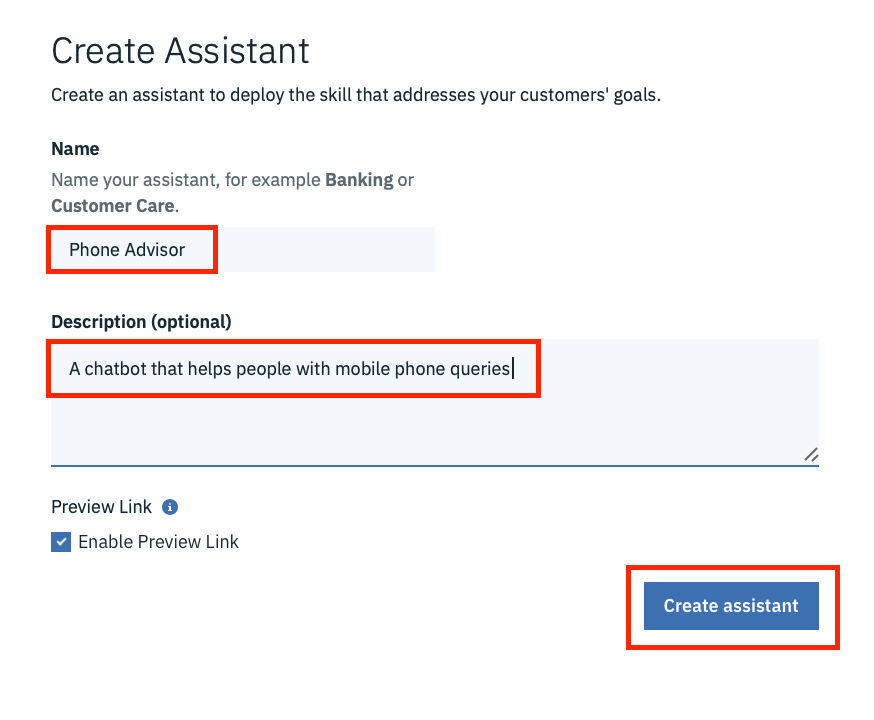 Create Assistant
Create an assistant to deploy the skill that addresses your customers' goals.
Name
Name your assistant, for example Banking or
Customer Care.
Phone Advisor
Description (optional)
A chatbot that helps people with mobile phone queries
Preview Link
Enable Preview Link
Create assistant